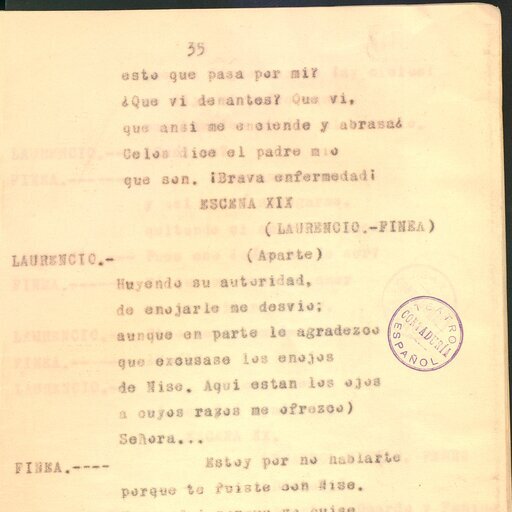 35
esto que pasa por mi?
¿Que vi denantes? Que vi,
que ansi me enciende y abrasa¿
Celos dice el padre mio
que son. ¡Brava enfermedad¡
ESCENA XIX
(LAURENCIO.-FINEA)
LAURENCIO.- (Aparte)
Huyendo su autoridad,
de enojarle me desvio;
aunque en parte le agradezco
que excusase los enojos
de Nise. Aqui estan los ojos
a cuyos rayos me ofrezco)
Señora...
FINEA.---- Estoy por no hablarte
porque te fuiste con Nise.
TEATRO
CONTADURIA
ESPAÑOL